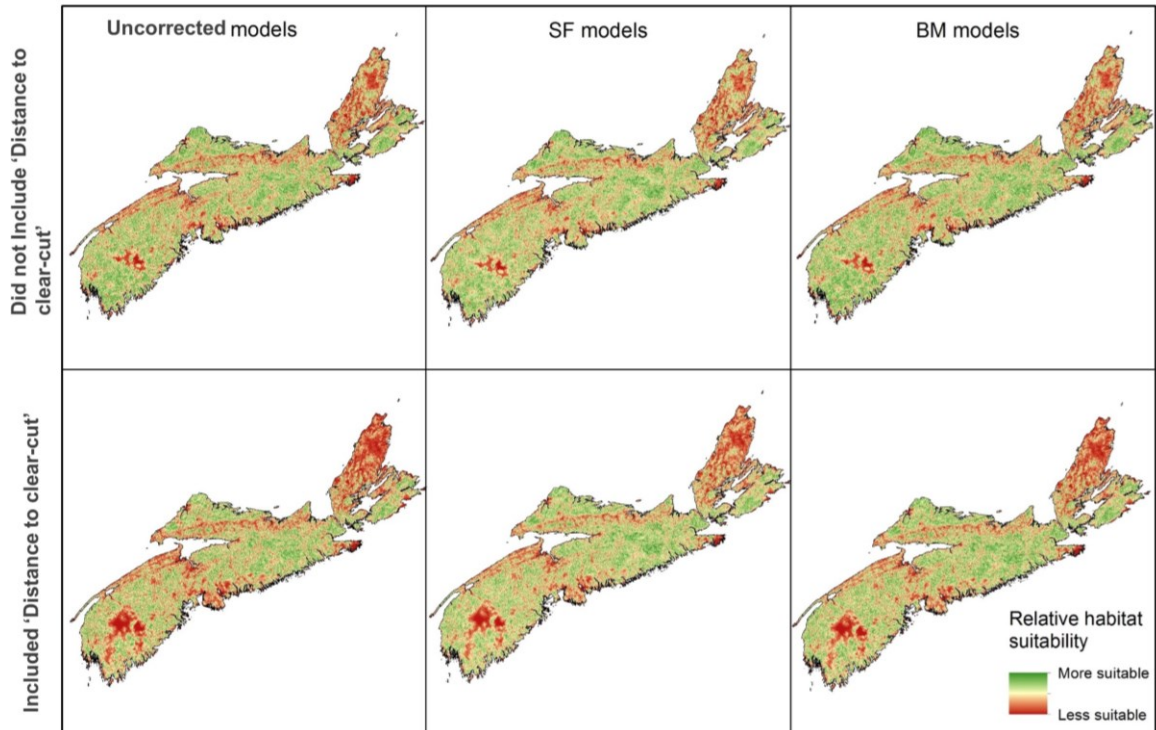 Uncorrected models
SF models
BM models
Did not Include ‘Distance to
clear-cut’
Included ‘Distance to clear-cut’
Relative habitat
suitability
More suitable
Less suitable